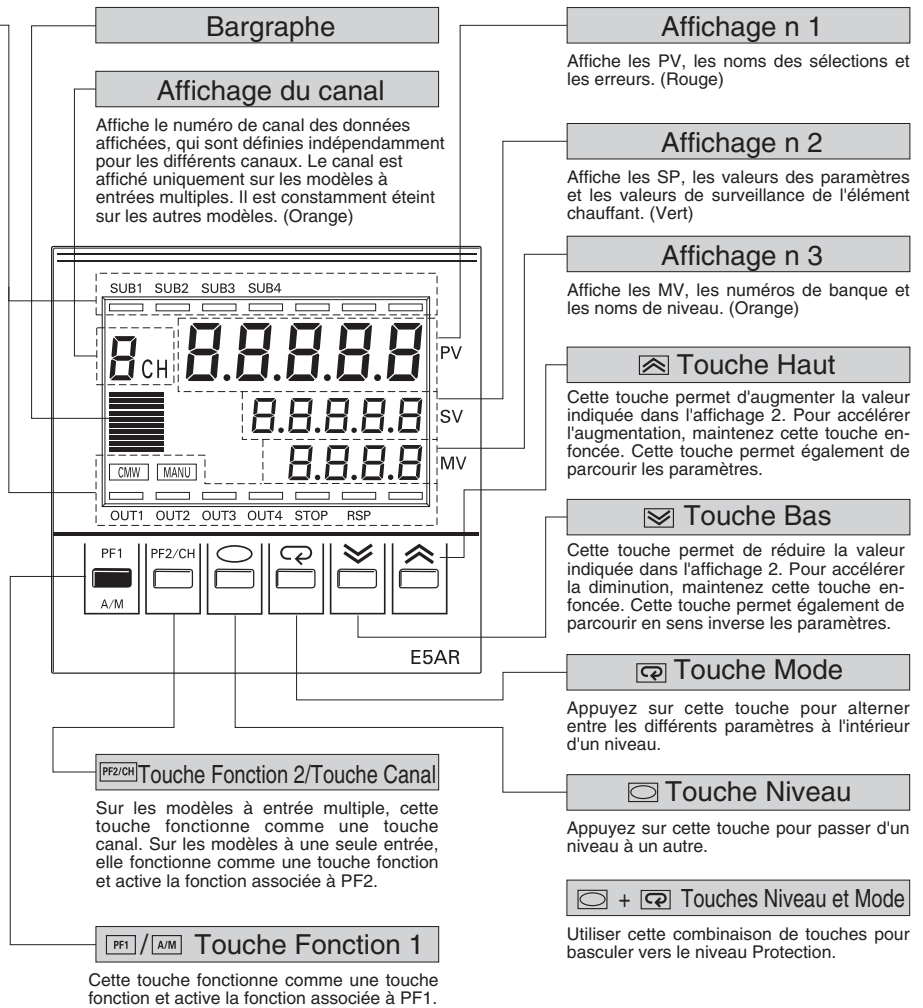 Bargraphe
Affichage du canal
Affiche le numéro de canal des données
affichées, qui sont définies indépendamment
pour les différents canaux. Le canal est
affiché uniquement sur les modèles à
entrées multiples. Il est constamment éteint
sur les autres modèles. (Orange)
SUB1 SUB2 SUB3 SUB4
8 CH 8.8.8.8.8 PV
8.8.8.8.8 SV
8.8.8.8 MV
CMW MANU
OUT1 OUT2 OUT3 OUT4 STOP RSP
PF1 PF2/CH
A/M
E5AR
PF2/CH Touche Fonction 2/Touche Canal
Sur les modèles à entrée multiple, cette
touche fonctionne comme une touche
canal. Sur les modèles à une seule entrée,
elle fonctionne comme une touche fonction
et active la fonction associée à PF2.
PF1 / A/M Touche Fonction 1
Cette touche fonctionne comme une touche
fonction et active la fonction associée à PF1.
Affichage n 1
Affiche les PV, les noms des sélections et
les erreurs. (Rouge)
Affichage n 2
Affiche les SP, les valeurs des paramètres
et les valeurs de surveillance de l'élément
chauffant. (Vert)
Affichage n 3
Affiche les MV, les numéros de banque et
les noms de niveau. (Orange)
Touche Haut
Cette touche permet d'augmenter la valeur
indiquée dans l'affichage 2. Pour accélérer
l'augmentation, maintenez cette touche en-
foncée. Cette touche permet également de
parcourir les paramètres.
Touche Bas
Cette touche permet de réduire la valeur
indiquée dans l'affichage 2. Pour accélérer
la diminution, maintenez cette touche en-
foncée. Cette touche permet également de
parcourir en sens inverse les paramètres.
Touche Mode
Appuyez sur cette touche pour alterner
entre les différents paramètres à l'intérieur
d'un niveau.
Touche Niveau
Appuyez sur cette touche pour passer d'un
niveau à un autre.
+ Touches Niveau et Mode
Utiliser cette combinaison de touches pour
basculer vers le niveau Protection.